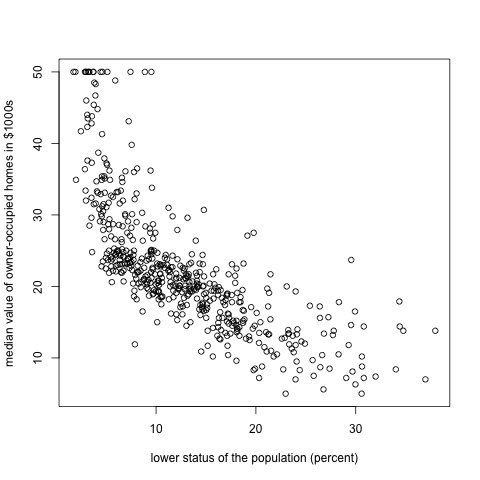 median value of owner-occupied homes in $1000s
50
40
30
20
10
10 20 30
lower status of the population (percent)